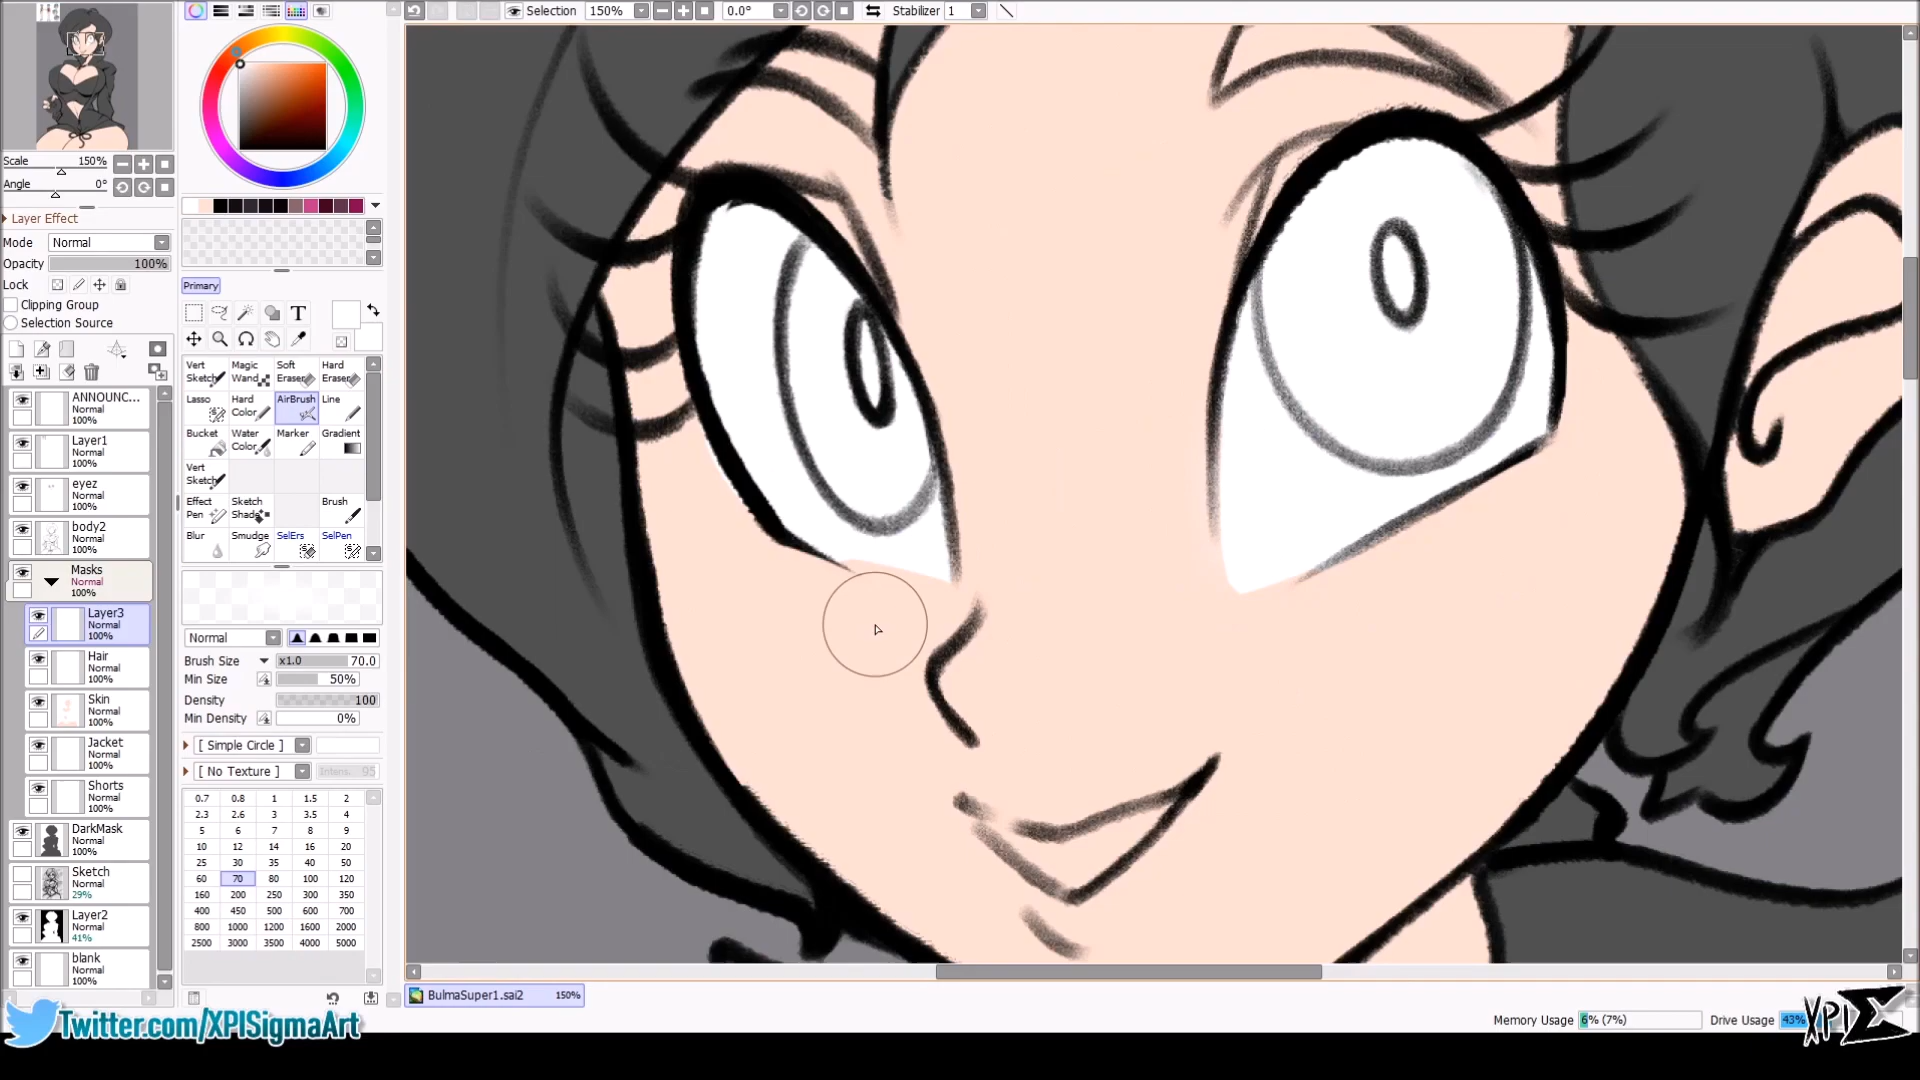 Selection 150% 0.0° Stabilizer 1
Scale 150%
Angle 0°
Layer Effect
Mode Normal
Opacity 100%
Lock
Clipping Group
Selection Source
ANNOUNC...
Normal
100%
Layer1
Normal
100%
eyez
Normal
100%
body2
Normal
100%
Masks
Normal
100%
Layer3
Normal
100%
Hair
Normal
100%
Skin
Normal
100%
Jacket
Normal
100%
Shorts
Normal
100%
DarkMask
Normal
100%
Sketch
Normal
29%
Layer2
Normal
41%
blank
Normal
100%
Primary
T
Vert Sketch Magic Wand Soft Eraser Hard Eraser
Lasso Hard Color AirBrush Line
Bucket Water Color Marker Gradient
Vert Sketch
Effect Pen Sketch Shade Brush
Blur Smudge SelErs SelPen
Normal
Brush Size x1.0 70.0
Min Size 50%
Density 100
Min Density 0%
[ Simple Circle ]
[ No Texture ] Intens. 95
0.7 0.8 1 1.5 2
2.3 2.6 3 3.5 4
5 6 7 8 9
10 12 14 16 20
25 30 35 40 50
60 70 80 100 120
160 200 250 300 350
400 450 500 600 700
800 1000 1200 1600 2000
2500 3000 3500 4000 5000
BulmaSuper1.sai2 150%
Twitter.com/XPISigmaArt
Memory Usage 6% (7%) Drive Usage 43%
XPI Σ